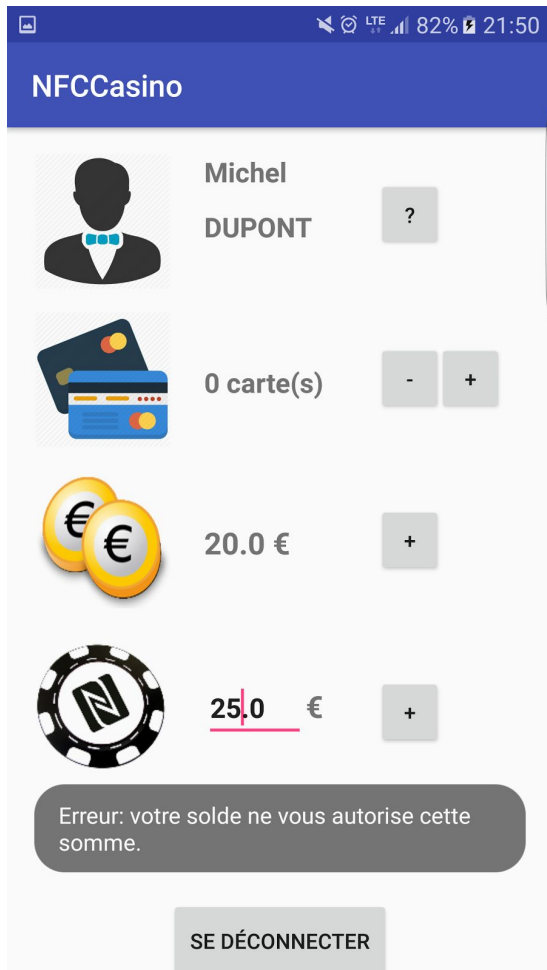 LTE 82% 21:50
NFCCasino
Michel
DUPONT
?
0 carte(s)
- +
€ €
20.0 €
+
25.0 €
+
Erreur: votre solde ne vous autorise cette
somme.
SE DÉCONNECTER